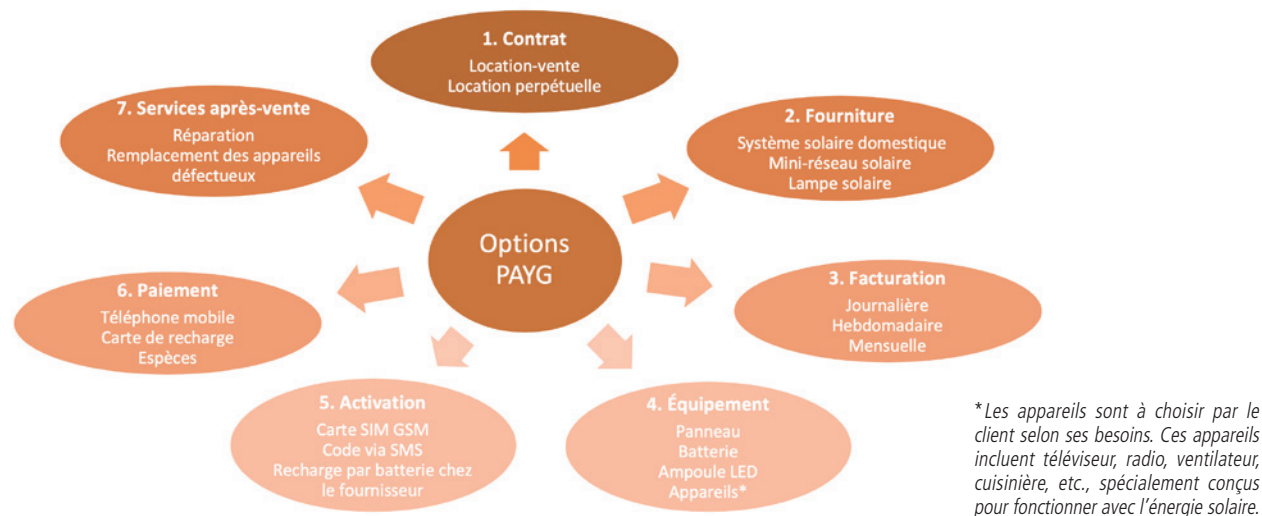 1. Contrat
Location-vente
Location perpétuelle
2. Fourniture
Système solaire domestique
Mini-réseau solaire
Lampe solaire
3. Facturation
Journalière
Hebdomadaire
Mensuelle
4. Équipement
Panneau
Batterie
Ampoule LED
Appareils*
5. Activation
Carte SIM GSM
Code via SMS
Recharge par batterie chez
le fournisseur
6. Paiement
Téléphone mobile
Carte de recharge
Espèces
7. Services après-vente
Réparation
Remplacement des appareils
défectueux
Options
PAYG
*Les appareils sont à choisir par le
client selon ses besoins. Ces appareils
incluent téléviseur, radio, ventilateur,
cuisinière, etc., spécialement conçus
pour fonctionner avec l'énergie solaire.